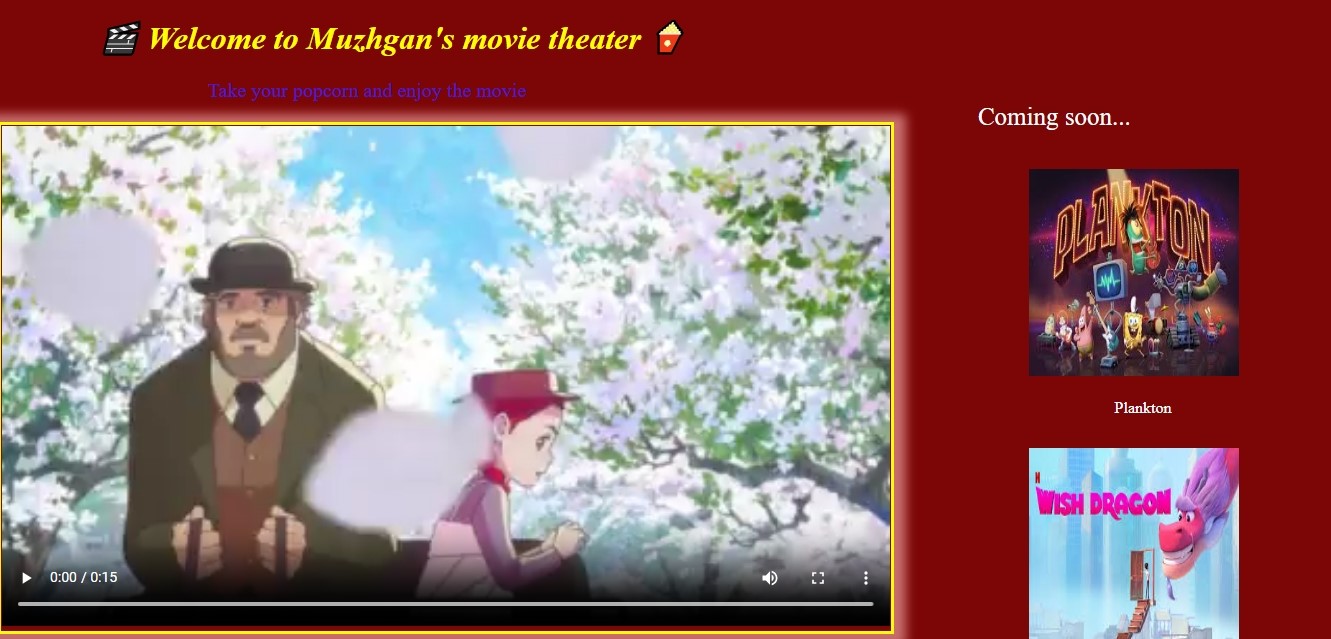 Welcome to Muzhgan's movie theater
Take your popcorn and enjoy the movie
Coming soon...
PLANKTON
Plankton
WISH DRAGON
0:00 / 0:15